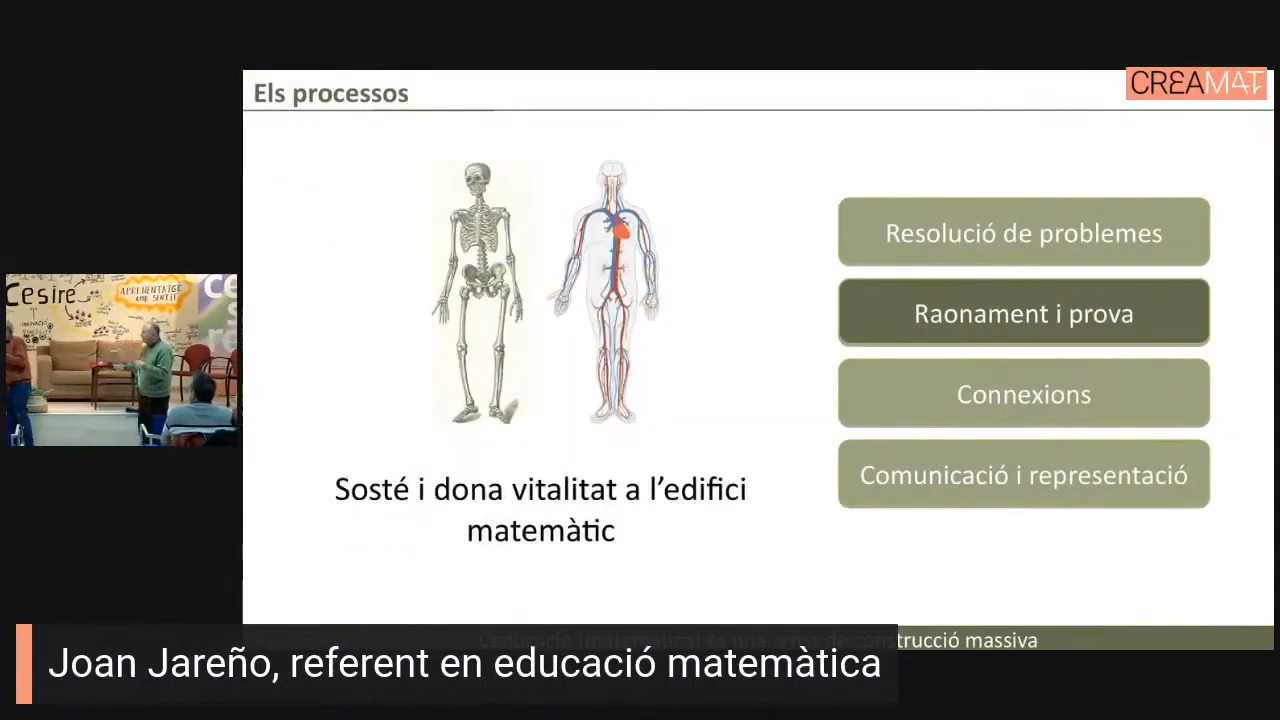 Els processos
CREAMAT
Resolució de problemes
Raonament i prova
Connexions
Comunicació i representació
Sosté i dona vitalitat a l'edifici
matemàtic
Cesire
APRENENTATGE
AMB SENTIT
L'educació (matemàtica) és una arma de construcció massiva
Joan Jareño, referent en educació matemàtica